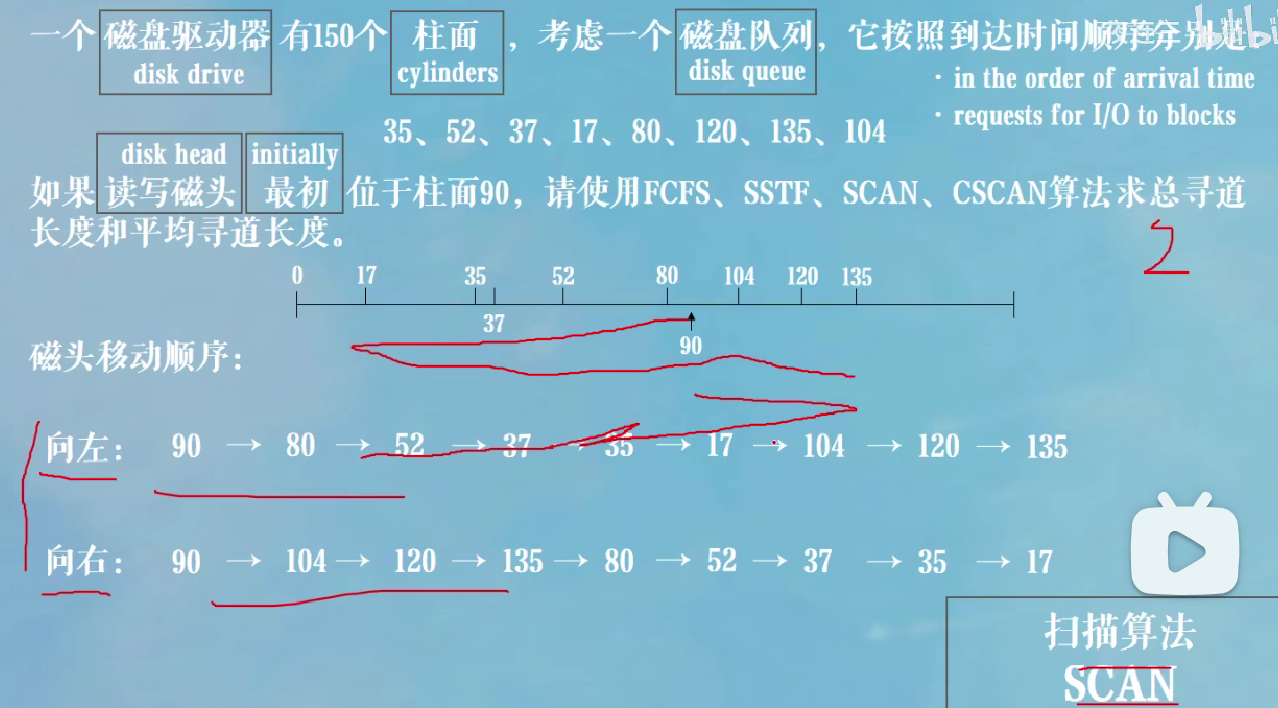 一个 磁盘驱动器 有150个 柱面 ，考虑一个 磁盘队列，它按照到达时间顺序分别是
disk drive cylinders disk queue
· in the order of arrival time
· requests for I/O to blocks
35、52、37、17、80、120、135、104
disk head initially
如果 读写磁头 最初 位于柱面90，请使用FCFS、SSTF、SCAN、CSCAN算法求总寻道
长度和平均寻道长度。
2
0 17 35 52 80 104 120 135
37
90
磁头移动顺序：
向左： 90 → 80 → 52 → 37 → 35 → 17 → 104 → 120 → 135
向右： 90 → 104 → 120 → 135 → 80 → 52 → 37 → 35 → 17
扫描算法
SCAN